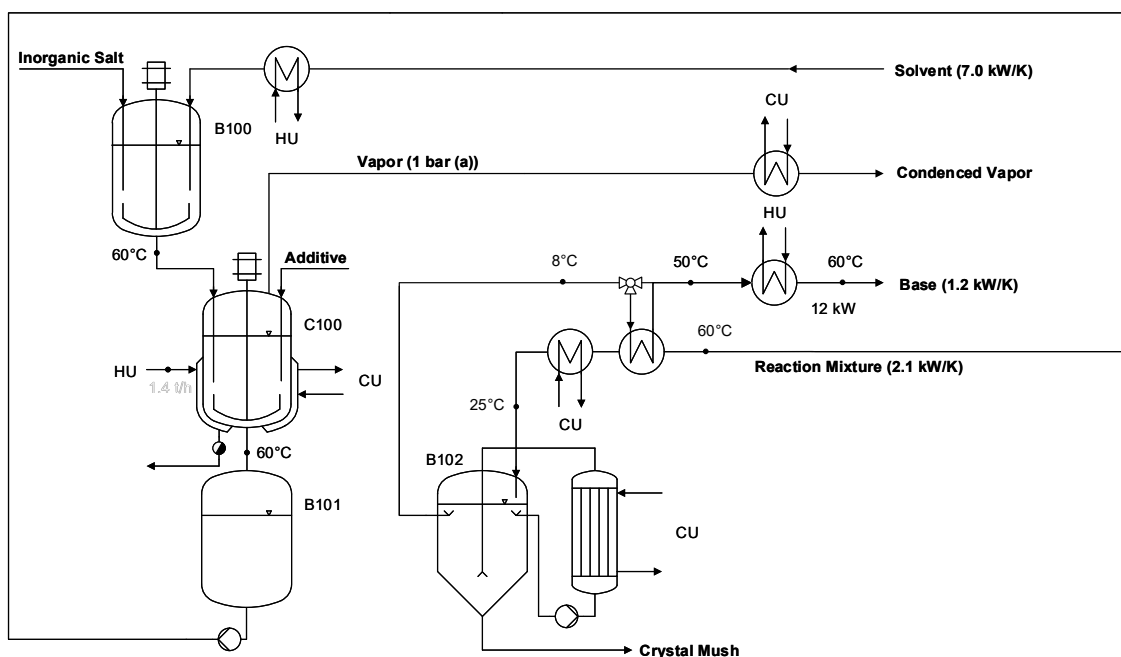 Inorganic Salt
Solvent (7.0 kW/K)
HU
CU
B100
Vapor (1 bar (a))
Condenced Vapor
HU
60°C
Additive
8°C
50°C
60°C
Base (1.2 kW/K)
12 kW
C100
60°C
HU
1.4 t/h
CU
Reaction Mixture (2.1 kW/K)
25°C
CU
60°C
B102
B101
CU
Crystal Mush